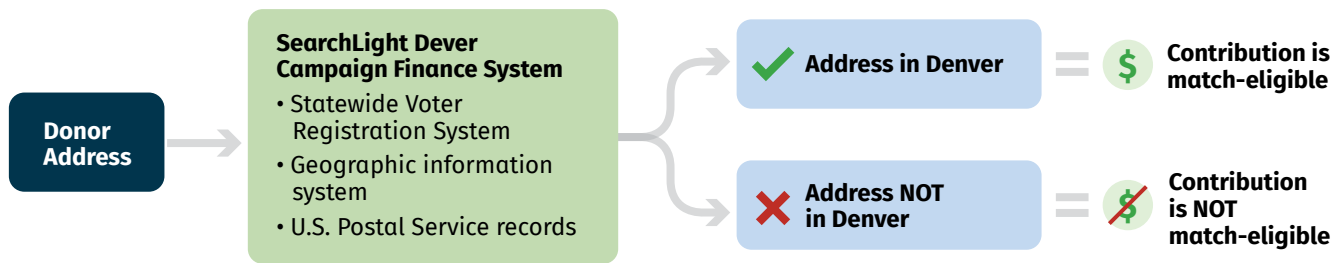 Donor
Address
SearchLight Dever
Campaign Finance System
• Statewide Voter
Registration System
• Geographic information
system
• U.S. Postal Service records
Address in Denver
$
Contribution is
match-eligible
Address NOT
in Denver
$
Contribution
is NOT
match-eligible